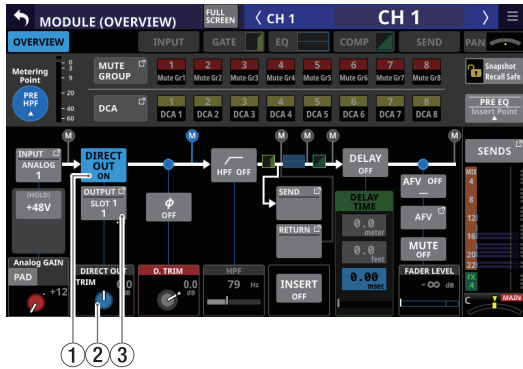 MODULE (OVERVIEW)
FULL SCREEN
CH 1
CH 1
OVERVIEW
INPUT
GATE
EQ
COMP
SEND
PAN
Metering Point
PRE HPF
0
3
9
20
40
60
MUTE GROUP
1 Mute Gr1
2 Mute Gr2
3 Mute Gr3
4 Mute Gr4
5 Mute Gr5
6 Mute Gr6
7 Mute Gr7
8 Mute Gr8
Snapshot Recall Safe
DCA
1 DCA 1
2 DCA 2
3 DCA 3
4 DCA 4
5 DCA 5
6 DCA 6
7 DCA 7
8 DCA 8
PRE EQ
Insert Point
M
M
M
M
M
M
INPUT
ANALOG
1
DIRECT OUT
ON
HPF OFF
DELAY
OFF
AFV OFF
---
SENDS
MIX
4
8
12
16
20
22
FX
4
(HOLD)
+48V
OUTPUT
SLOT 1
1
ϕ
OFF
SEND
RETURN
DELAY TIME
0.0
meter
0.0
feet
0.00
msec
AFV
MUTE
OFF
Analog GAIN
PAD
+12
DIRECT OUT
TRIM
0.0
dB
D. TRIM
0.0
dB
HPF
79 Hz
INSERT
OFF
FADER LEVEL
-∞ dB
C
MAIN
1
2
3